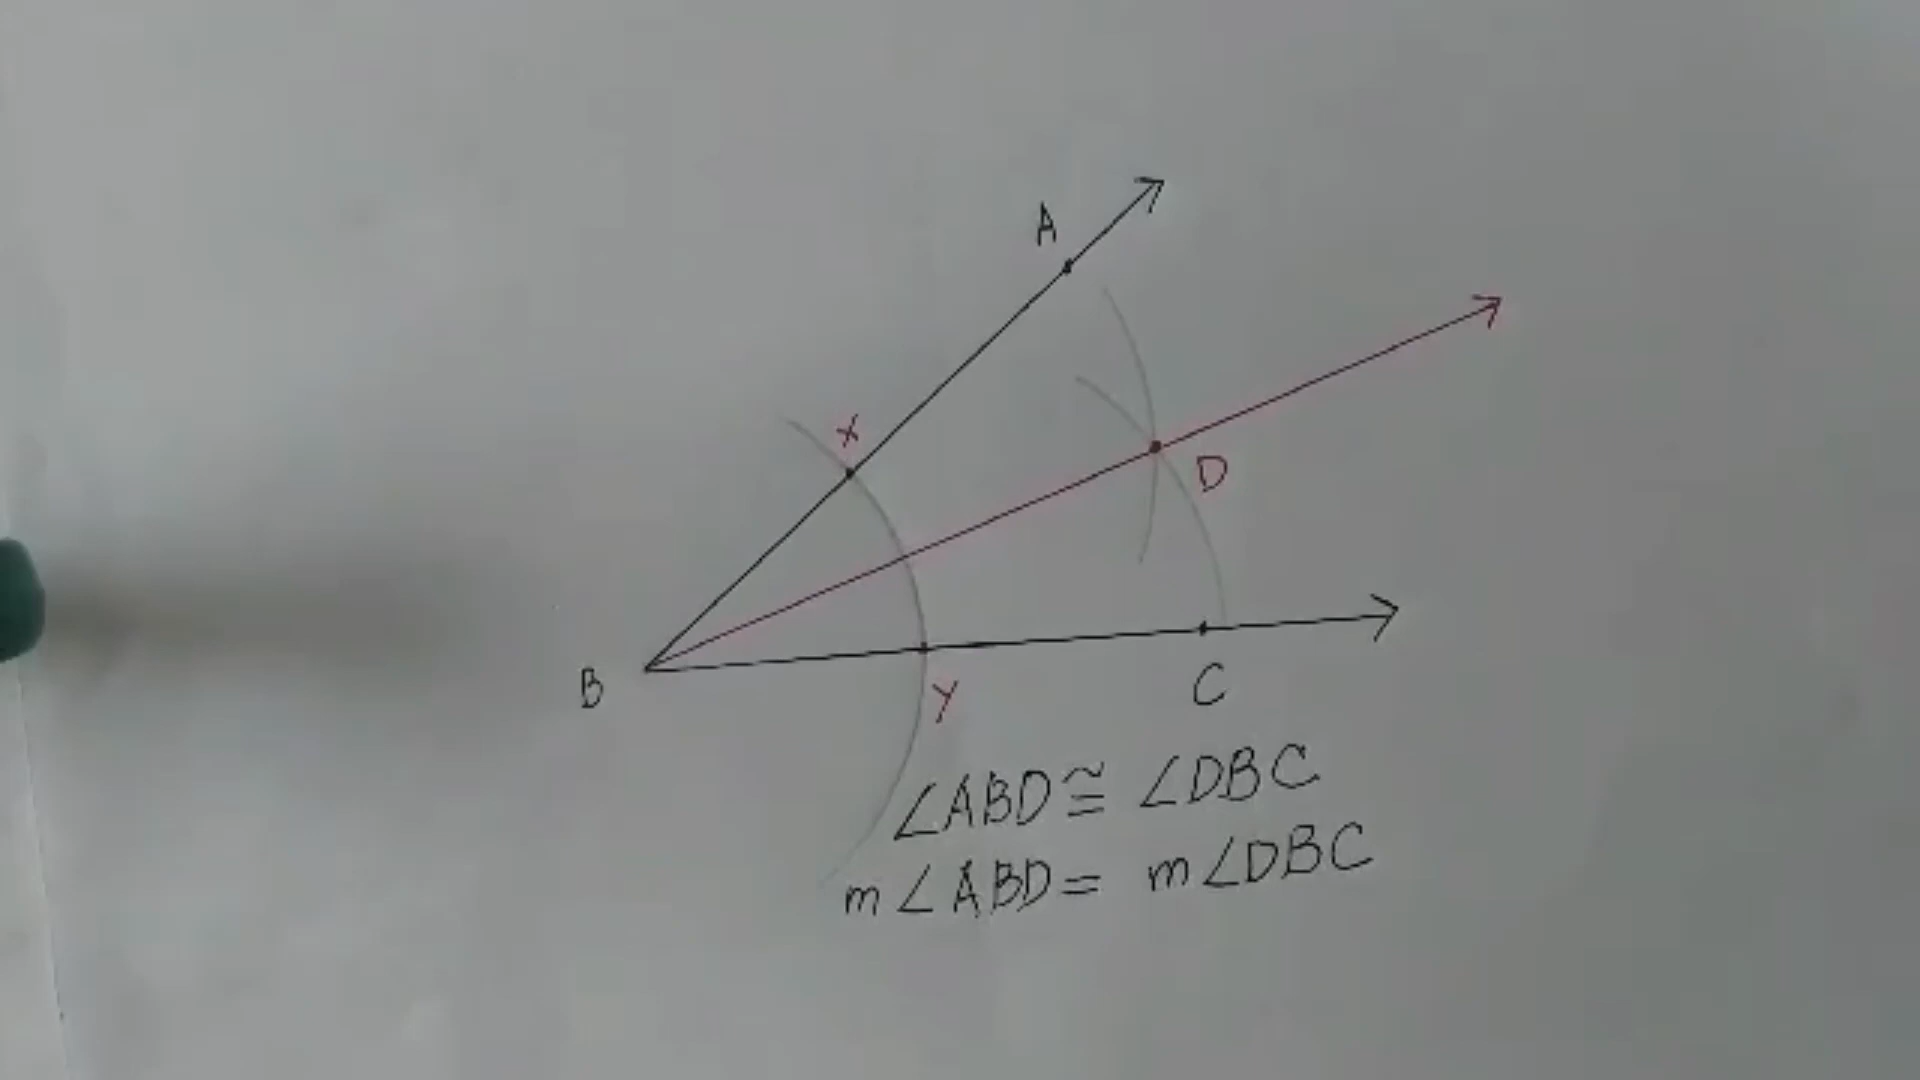 A
X
D
B
Y
C
∠ABD ≅ ∠DBC
m∠ABD = m∠DBC